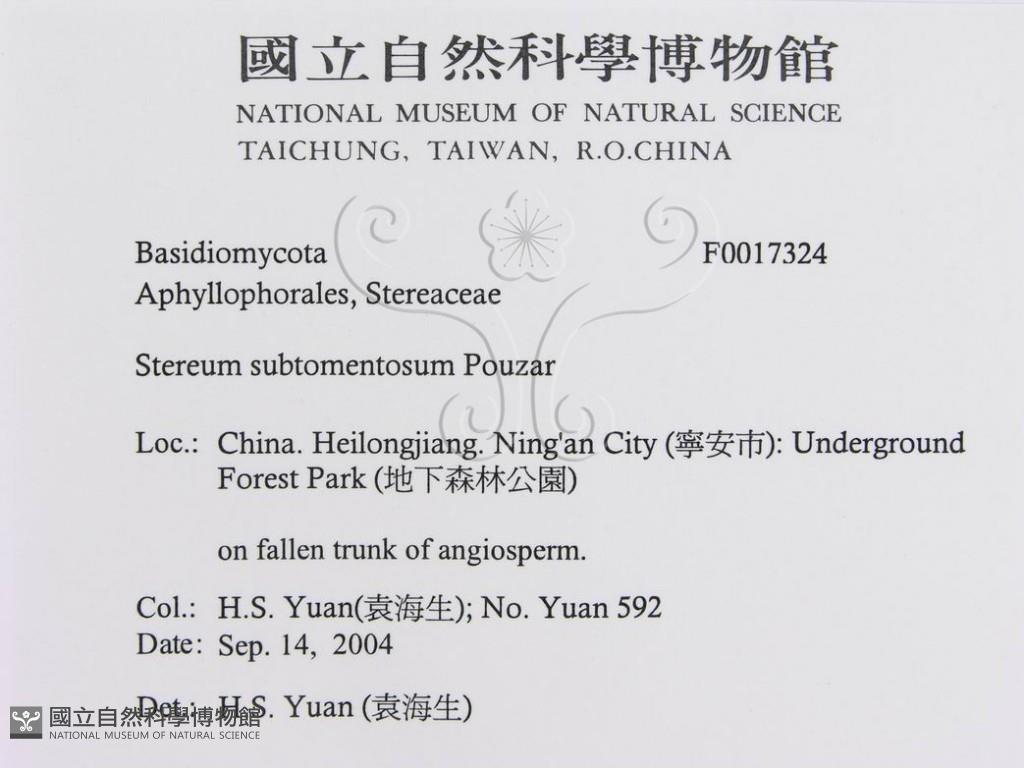 國立自然科學博物館
NATIONAL MUSEUM OF NATURAL SCIENCE
TAICHUNG, TAIWAN, R.O.CHINA
Basidiomycota F0017324
Aphyllophorales, Stereaceae
Stereum subtomentosum Pouzar
Loc.: China. Heilongjiang. Ning'an City (寧安市): Underground
Forest Park (地下森林公園)
on fallen trunk of angiosperm.
Col.: H.S. Yuan(袁海生); No. Yuan 592
Date: Sep. 14, 2004
Det.: H.S. Yuan (袁海生)
國立自然科學博物館
NATIONAL MUSEUM OF NATURAL SCIENCE